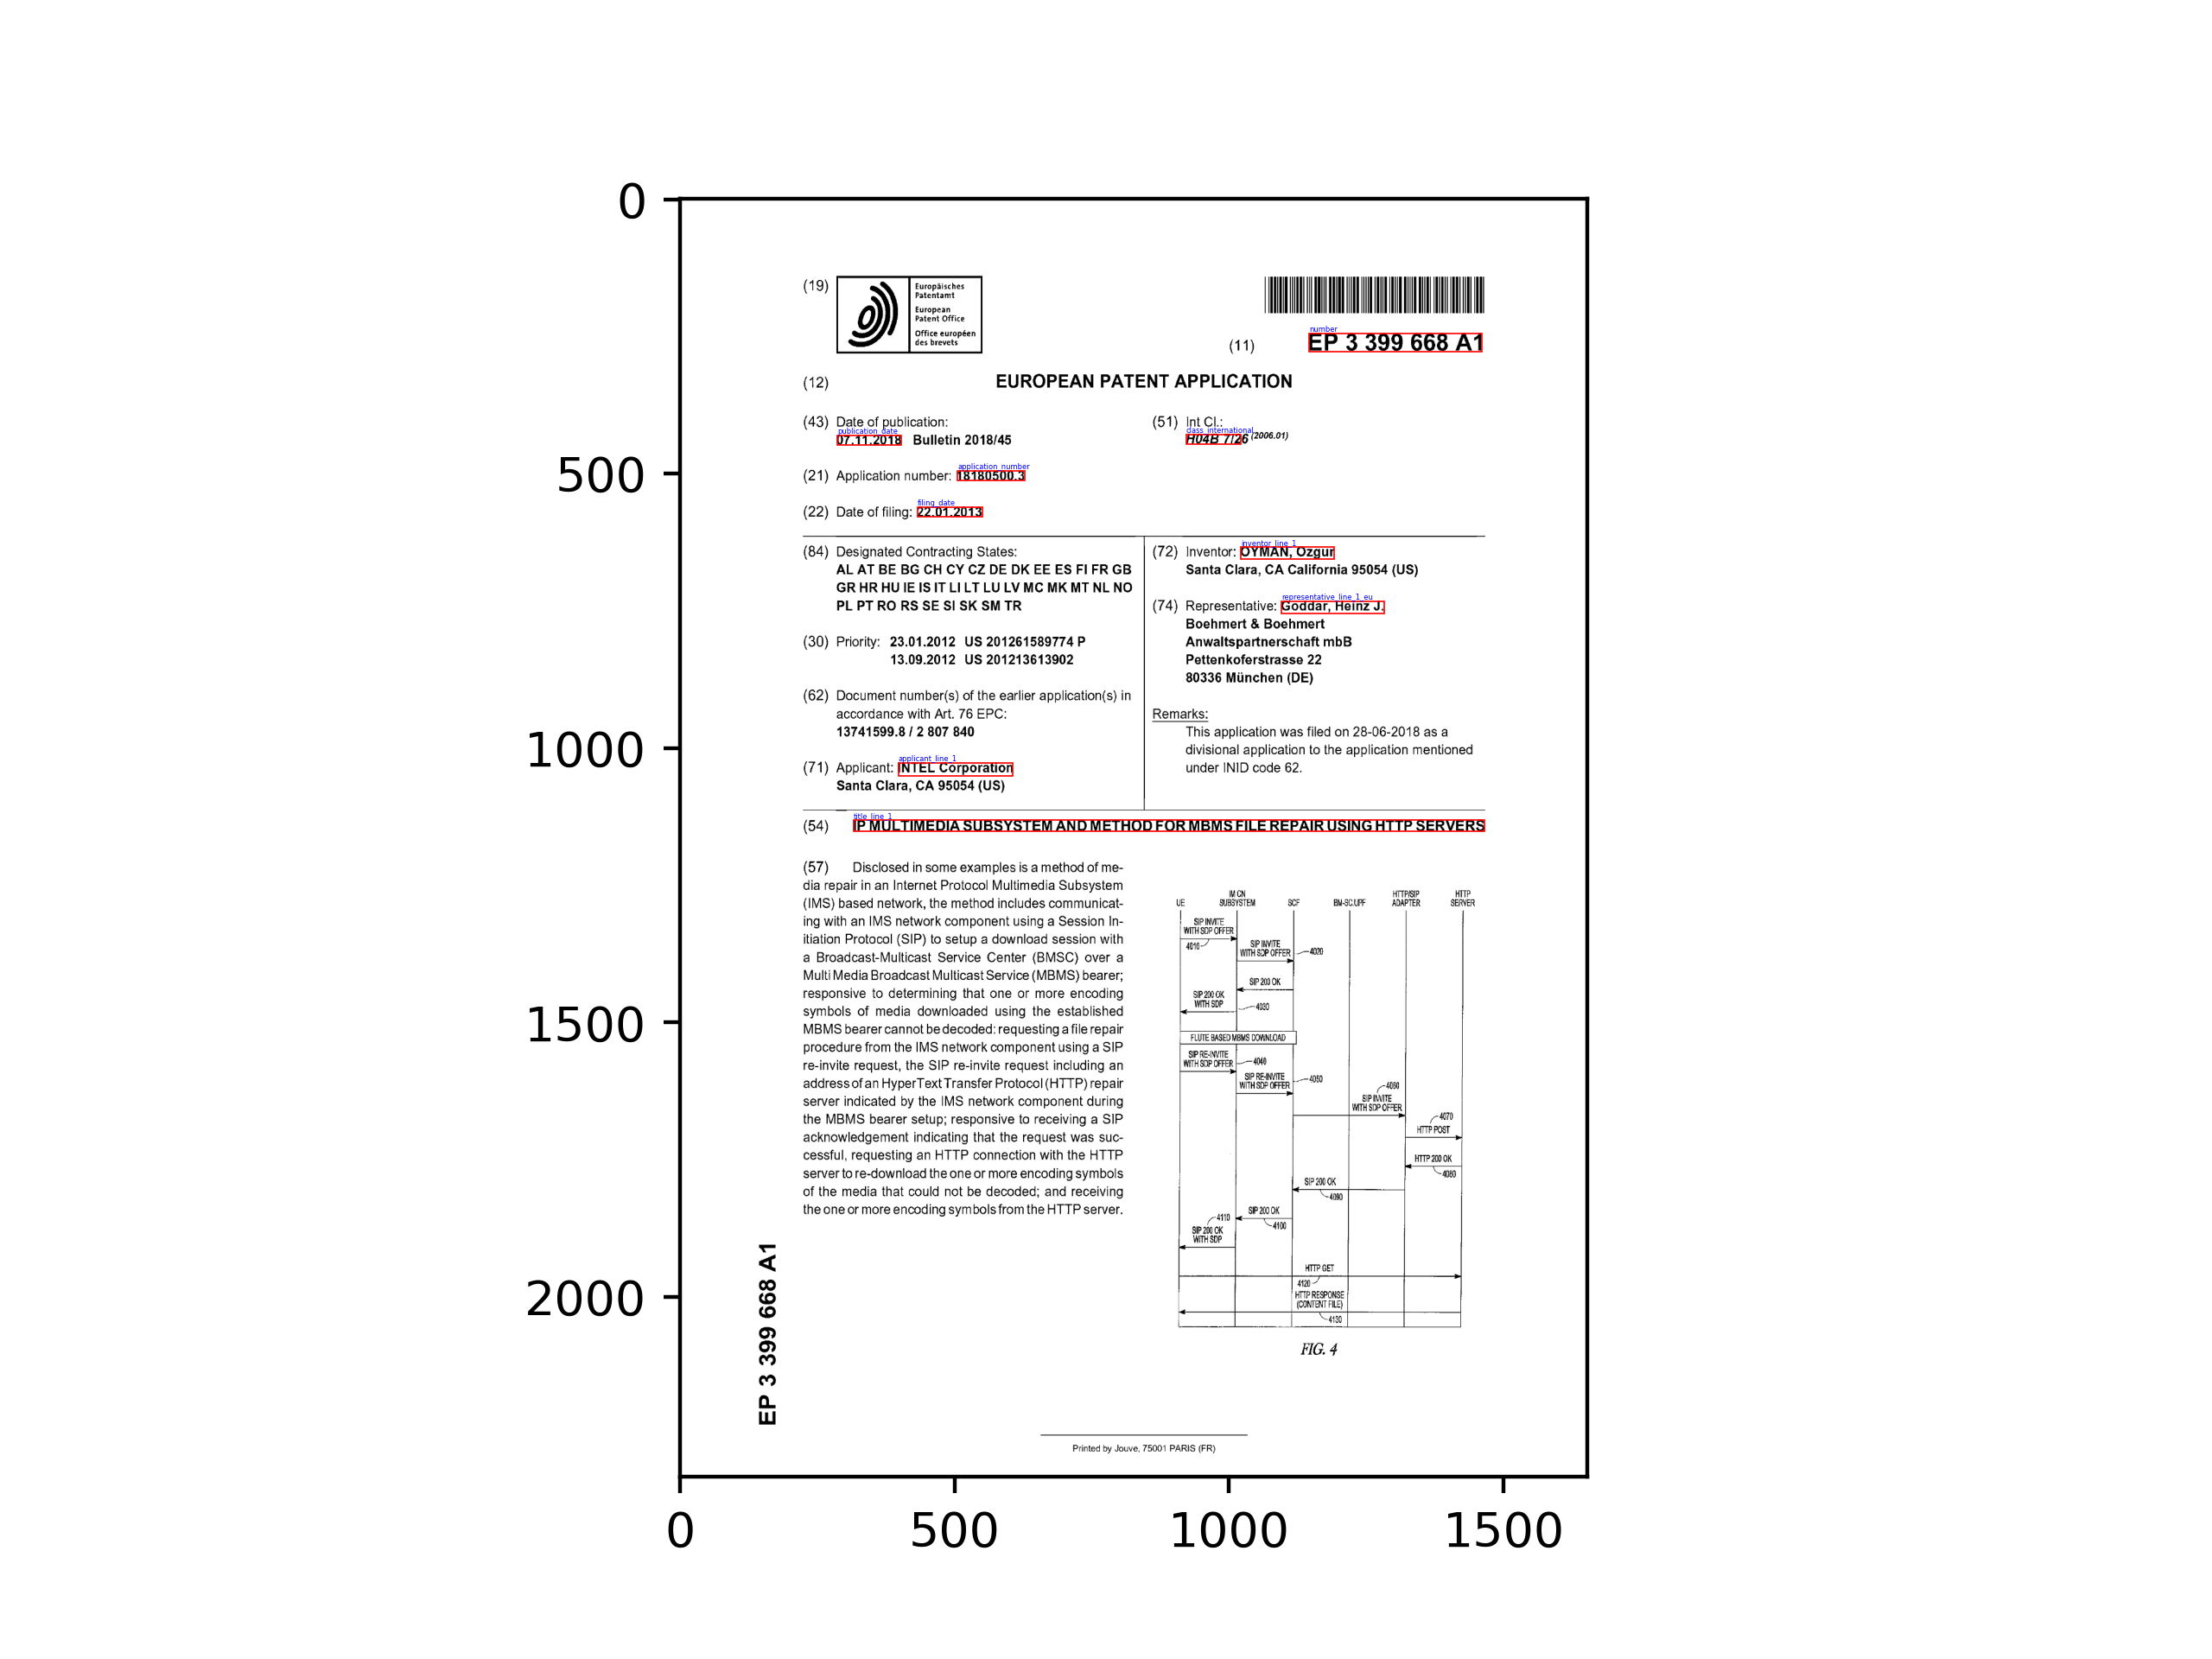 0
500
1000
1500
2000
0
500
1000
1500
(19)
Europäisches
Patentamt
European
Patent Office
Office européen
des brevets
number
(11)
EP 3 399 668 A1
(12)
EUROPEAN PATENT APPLICATION
(43) Date of publication:
publication_date
07.11.2018 Bulletin 2018/45
(21) Application number: 18180500.3
application_number
(22) Date of filing: 22.01.2013
filing_date
(51) Int Cl.:
class_international
H04B 7/26 (2006.01)
(84) Designated Contracting States:
AL AT BE BG CH CY CZ DE DK EE ES FI FR GB
GR HR HU IE IS IT LI LT LU LV MC MK MT NL NO
PL PT RO RS SE SI SK SM TR
(30) Priority: 23.01.2012 US 201261589774 P
13.09.2012 US 201213613902
(62) Document number(s) of the earlier application(s) in
accordance with Art. 76 EPC:
13741599.8 / 2 807 840
applicant_line_1
(71) Applicant: INTEL Corporation
Santa Clara, CA 95054 (US)
inventor_line_1
(72) Inventor: OYMAN, Ozgur
Santa Clara, CA California 95054 (US)
representative_line_1_eu
(74) Representative: Goddar, Heinz J.
Boehmert & Boehmert
Anwaltspartnerschaft mbB
Pettenkoferstrasse 22
80336 München (DE)
Remarks:
This application was filed on 28-06-2018 as a
divisional application to the application mentioned
under INID code 62.
title_line_1
(54) IP MULTIMEDIA SUBSYSTEM AND METHOD FOR MBMS FILE REPAIR USING HTTP SERVERS
(57) Disclosed in some examples is a method of me-
dia repair in an Internet Protocol Multimedia Subsystem
(IMS) based network, the method includes communicat-
ing with an IMS network component using a Session In-
itiation Protocol (SIP) to setup a download session with
a Broadcast-Multicast Service Center (BMSC) over a
Multi Media Broadcast Multicast Service (MBMS) bearer;
responsive to determining that one or more encoding
symbols of media downloaded using the established
MBMS bearer cannot be decoded: requesting a file repair
procedure from the IMS network component using a SIP
re-invite request, the SIP re-invite request including an
address of an HyperText Transfer Protocol (HTTP) repair
server indicated by the IMS network component during
the MBMS bearer setup; responsive to receiving a SIP
acknowledgement indicating that the request was suc-
cessful, requesting an HTTP connection with the HTTP
server to re-download the one or more encoding symbols
of the media that could not be decoded; and receiving
the one or more encoding symbols from the HTTP server.
UE
IM CN
SUBSYSTEM
SCF
BM-SC.UPF
HTTP/SIP
ADAPTER
HTTP
SERVER
SIP INVITE
WITH SDP OFFER
4010
SIP INVITE
WITH SDP OFFER
4020
SIP 200 OK
SIP 200 OK
WITH SDP
4030
FLUTE BASED MBMS DOWNLOAD
SIP RE-INVITE
WITH SDP OFFER
4040
SIP RE-INVITE
WITH SDP OFFER
4050
4060
SIP INVITE
WITH SDP OFFER
4070
HTTP POST
HTTP 200 OK
4080
SIP 200 OK
4090
SIP 200 OK
4100
4110
SIP 200 OK
WITH SDP
HTTP GET
4120
HTTP RESPONSE
(CONTENT FILE)
4130
FIG. 4
EP 3 399 668 A1
Printed by Jouve, 75001 PARIS (FR)